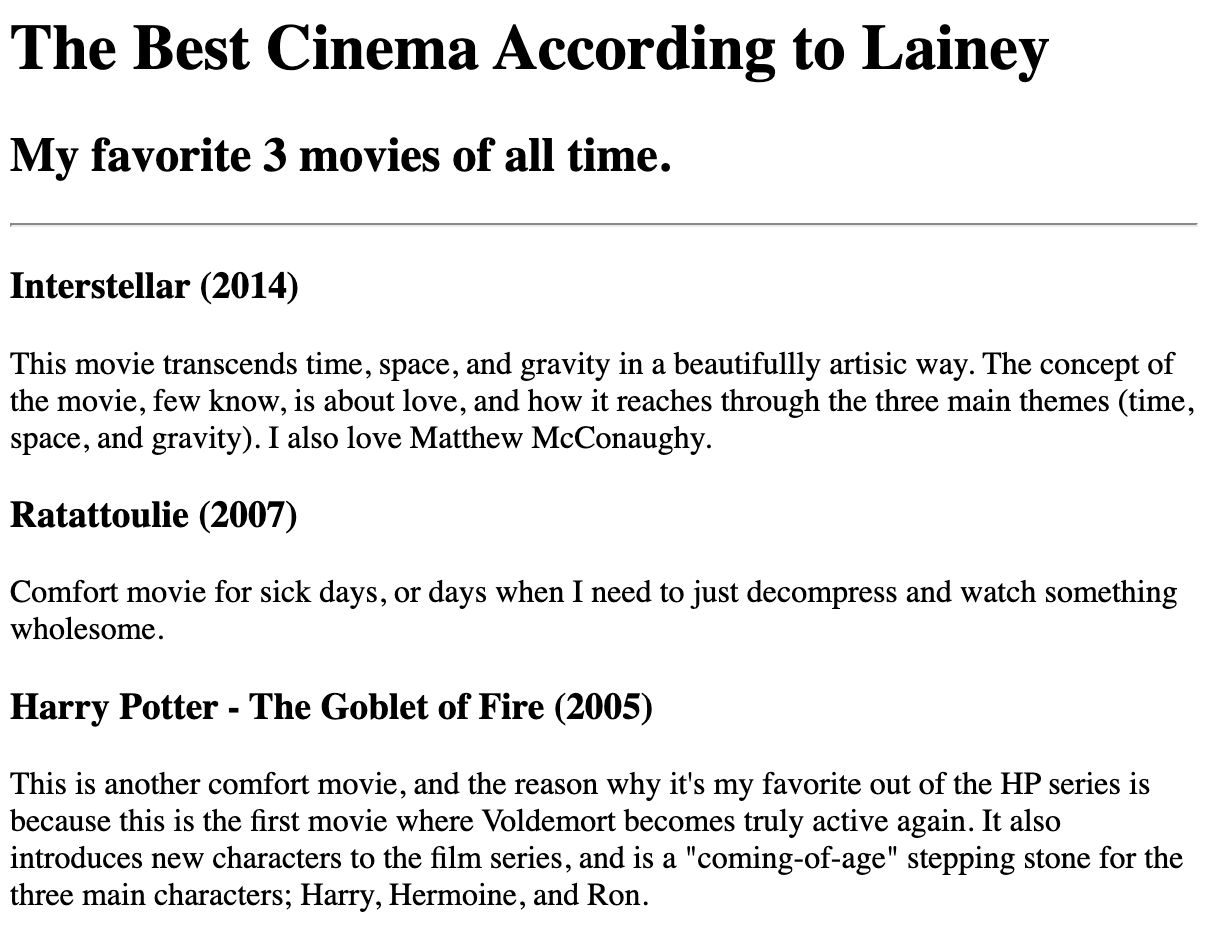 The Best Cinema According to Lainey
My favorite 3 movies of all time.
Interstellar (2014)
This movie transcends time, space, and gravity in a beautifullly artisic way. The concept of
the movie, few know, is about love, and how it reaches through the three main themes (time,
space, and gravity). I also love Matthew McConaughy.
Ratattoulie (2007)
Comfort movie for sick days, or days when I need to just decompress and watch something
wholesome.
Harry Potter - The Goblet of Fire (2005)
This is another comfort movie, and the reason why it's my favorite out of the HP series is
because this is the first movie where Voldemort becomes truly active again. It also
introduces new characters to the film series, and is a "coming-of-age" stepping stone for the
three main characters; Harry, Hermoine, and Ron.